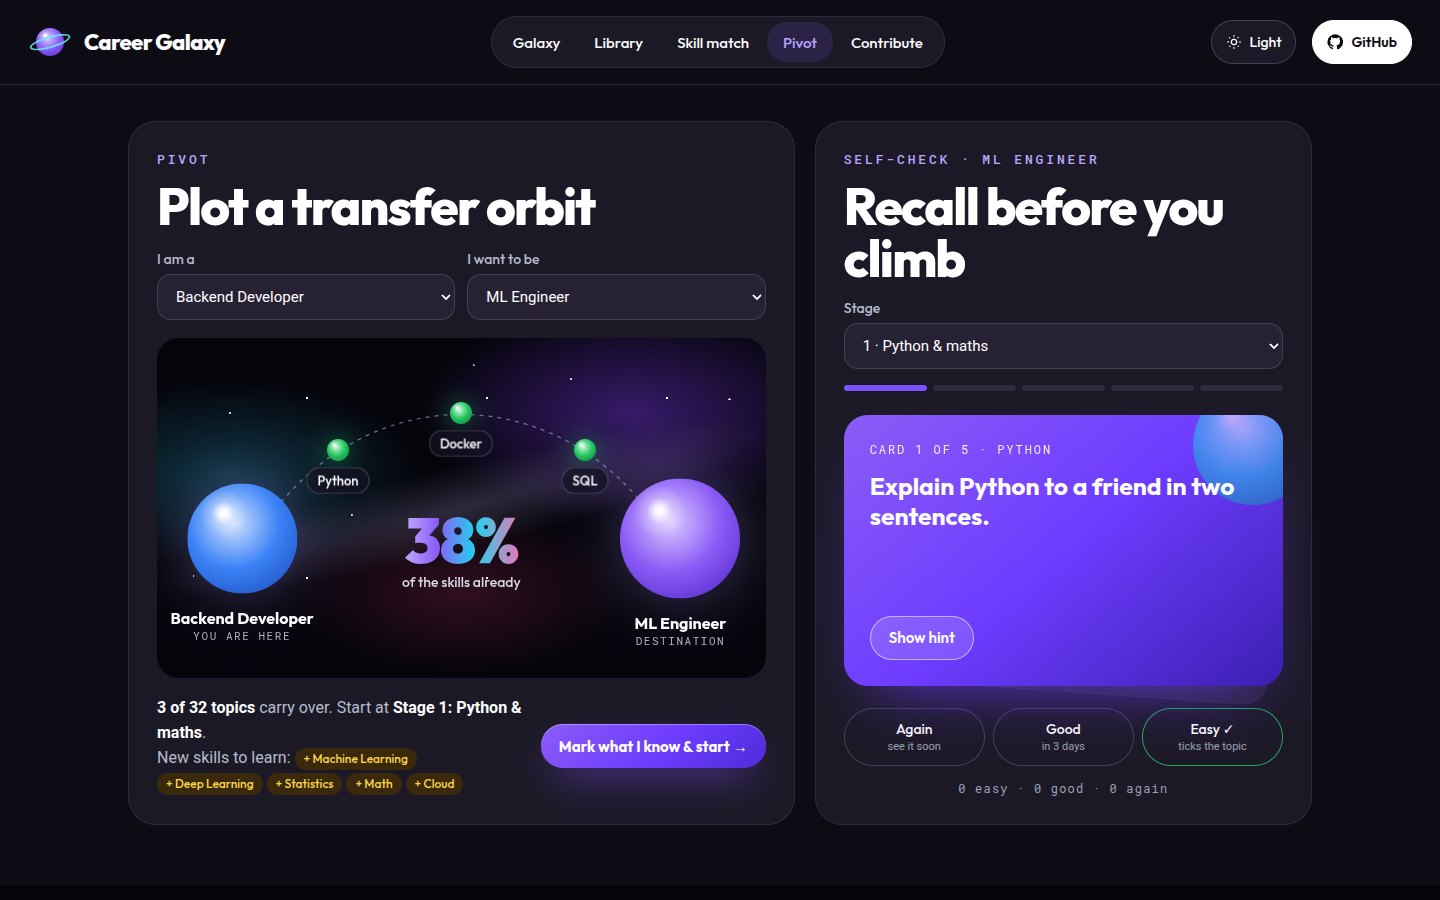 Career Galaxy
Galaxy
Library
Skill match
Pivot
Contribute
Light
GitHub
PIVOT
Plot a transfer orbit
I am a
I want to be
Backend Developer
ML Engineer
Python
Docker
SQL
38%
of the skills already
Backend Developer
YOU ARE HERE
ML Engineer
DESTINATION
3 of 32 topics carry over. Start at Stage 1: Python &
maths.
New skills to learn: + Machine Learning
+ Deep Learning + Statistics + Math + Cloud
Mark what I know & start →
SELF-CHECK · ML ENGINEER
Recall before you
climb
Stage
1 · Python & maths
CARD 1 OF 5 · PYTHON
Explain Python to a friend in two
sentences.
Show hint
Again
see it soon
Good
in 3 days
Easy ✓
ticks the topic
0 easy · 0 good · 0 again